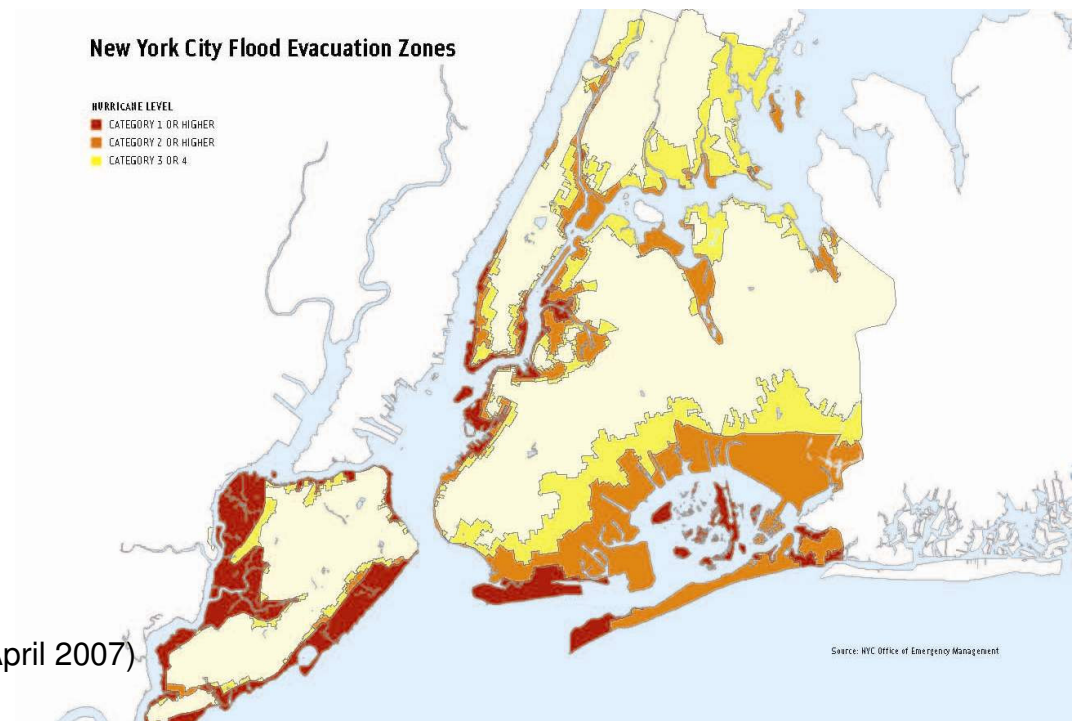 New York City Flood Evacuation Zones
HURRICANE LEVEL
CATEGORY 1 OR HIGHER
CATEGORY 2 OR HIGHER
CATEGORY 3 OR 4
April 2007)
Source: NYC Office of Emergency Management